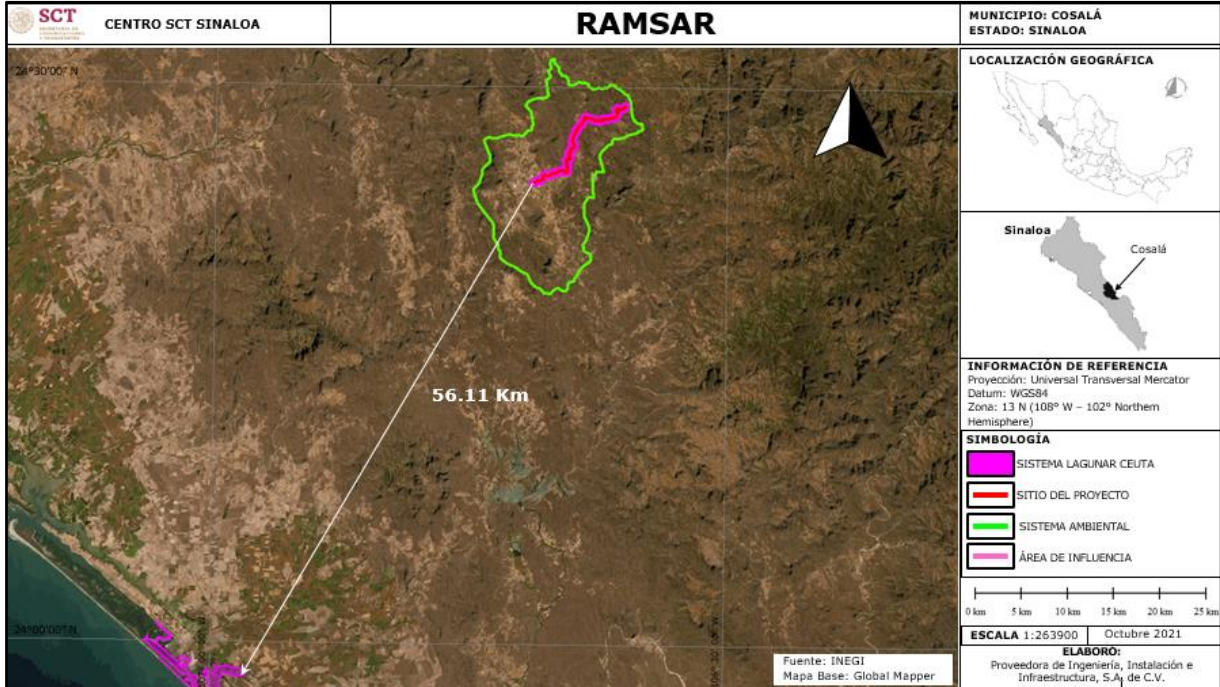 SCT
CENTRO SCT SINALOA
RAMSAR
MUNICIPIO: COSALÁ
ESTADO: SINALOA
24°30'00" N
56.11 Km
24°00'00" N
Fuente: INEGI
Mapa Base: Global Mapper
LOCALIZACIÓN GEOGRÁFICA
Sinaloa
Cosalá
INFORMACIÓN DE REFERENCIA
Proyección: Universal Transversal Mercator
Datum: WGS84
Zona: 13 N (108° W – 102° Northern
Hemisphere)
SIMBOLOGÍA
SISTEMA LAGUNAR CEUTA
SITIO DEL PROYECTO
SISTEMA AMBIENTAL
ÁREA DE INFLUENCIA
0 km 5 km 10 km 15 km 20 km 25 km
ESCALA 1:263900
Octubre 2021
ELABORO:
Proveedora de Ingeniería, Instalación e
Infraestructura, S.A. de C.V.